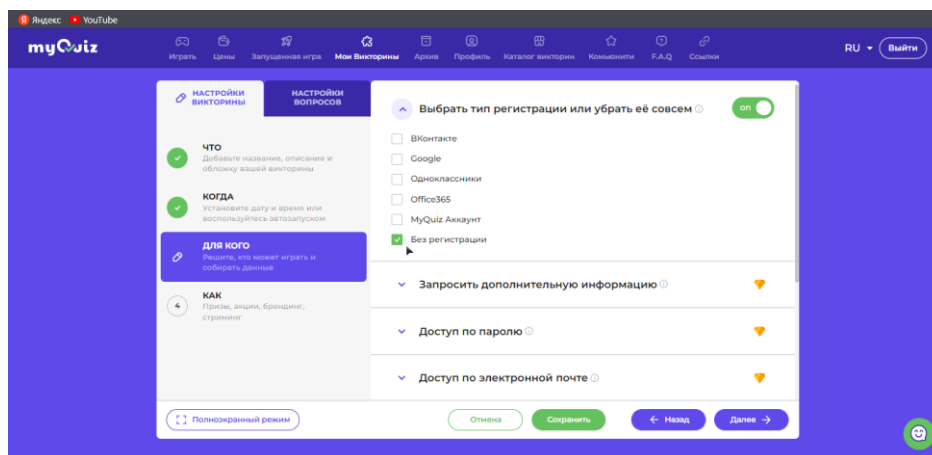 Яндекс YouTube
myQuiz
Играть Цены Запущенная игра Мои Викторины Архив Профиль Каталог викторин Комьюнити F.A.Q Ссылки
RU Выйти
НАСТРОЙКИ ВИКТОРИНЫ
НАСТРОЙКИ ВОПРОСОВ
ЧТО
Добавьте название, описание и
обложку вашей викторины
КОГДА
Установите дату и время или
воспользуйтесь автозапуском
ДЛЯ КОГО
Решите, кто может играть и
собирать данные
4
КАК
Призы, акции, брендинг,
стриминг
Выбрать тип регистрации или убрать её совсем
on
ВКонтакте
Google
Одноклассники
Office365
MyQuiz Аккаунт
Без регистрации
Запросить дополнительную информацию
Доступ по паролю
Доступ по электронной почте
Полноэкранный режим
Отмена
Сохранить
← Назад
Далее →